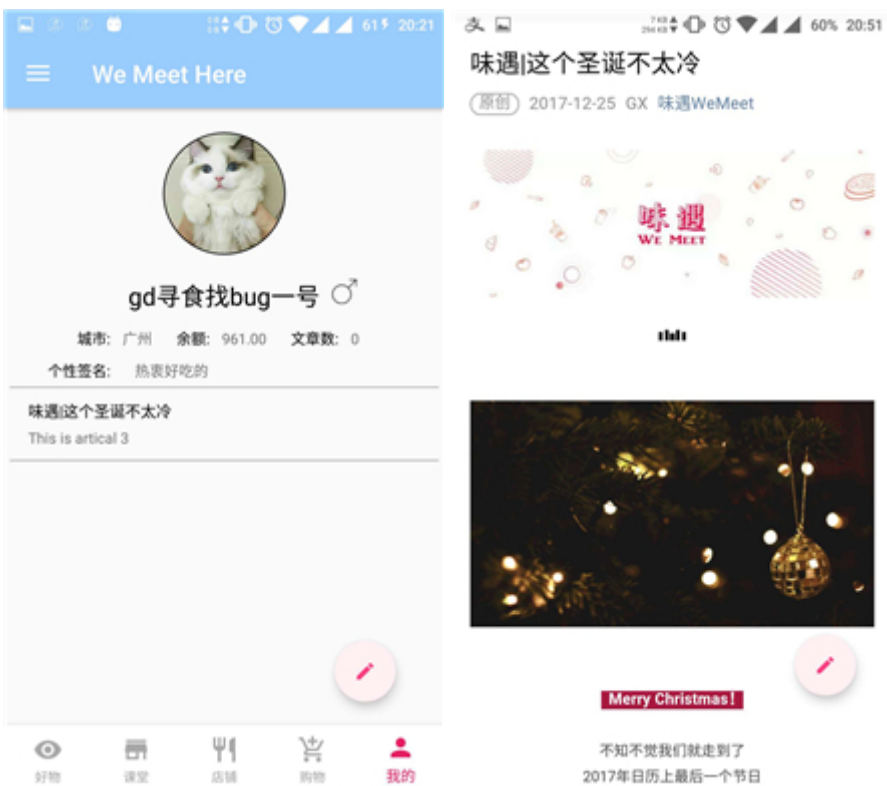 61 20:21
We Meet Here
gd寻食找bug一号
城市: 广州 余额: 961.00 文章数: 0
个性签名: 热衷好吃的
味遇|这个圣诞不太冷
This is artical 3
好物 课堂 店铺 购物 我的
60% 20:51
味遇|这个圣诞不太冷
原创 2017-12-25 GX 味遇WeMeet
味遇
WE MEET
Merry Christmas!
不知不觉我们就走到了
2017年日历上最后一个节日